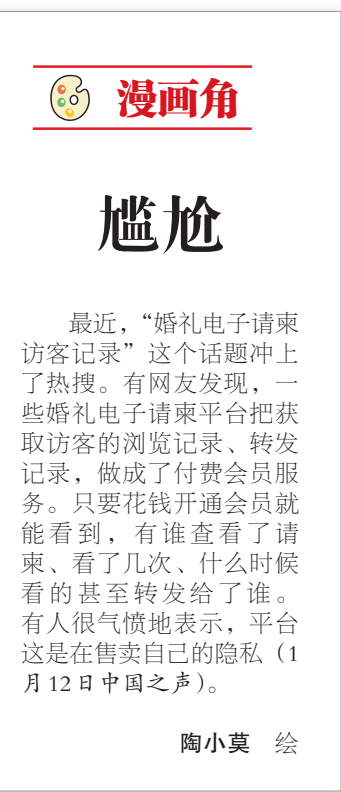 漫画角
尴尬
最近，“婚礼电子请柬
访客记录”这个话题冲上
了热搜。有网友发现，一
些婚礼电子请柬平台把获
取访客的浏览记录、转发
记录，做成了付费会员服
务。只要花钱开通会员就
能看到，有谁查看了请
柬、看了几次、什么时候
看的甚至转发给了谁。
有人很气愤地表示，平台
这是在售卖自己的隐私（1
月12日中国之声）。
陶小莫 绘